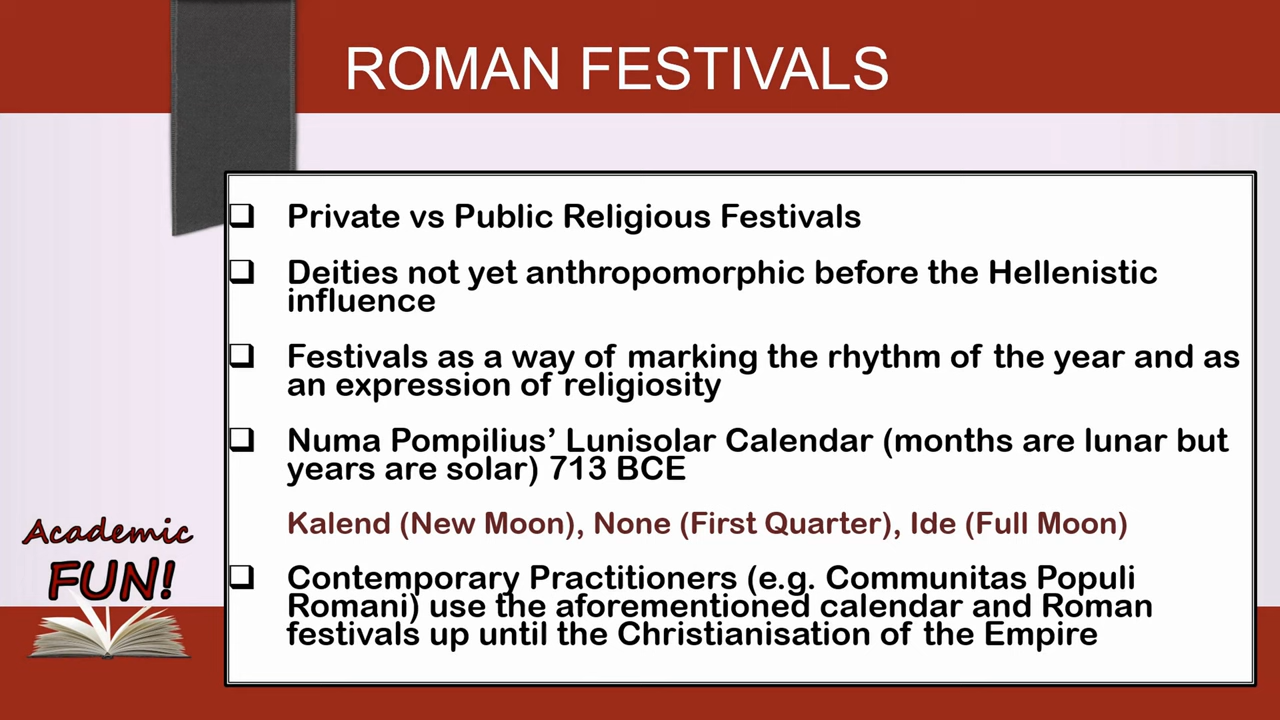 ROMAN FESTIVALS
Private vs Public Religious Festivals
Deities not yet anthropomorphic before the Hellenistic
influence
Festivals as a way of marking the rhythm of the year and as
an expression of religiosity
Numa Pompilius’ Lunisolar Calendar (months are lunar but
years are solar) 713 BCE
Kalend (New Moon), None (First Quarter), Ide (Full Moon)
Contemporary Practitioners (e.g. Communitas Populi
Romani) use the aforementioned calendar and Roman
festivals up until the Christianisation of the Empire
Academic
FUN!